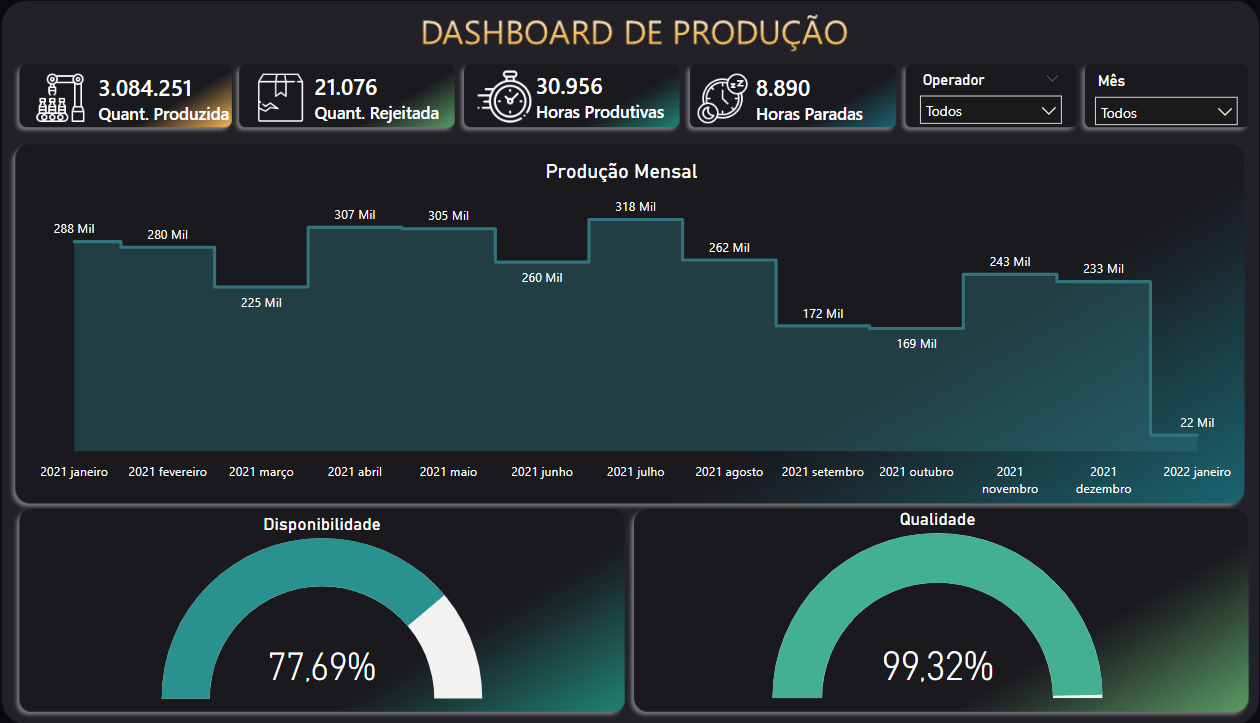 DASHBOARD DE PRODUÇÃO
3.084.251
Quant. Produzida
21.076
Quant. Rejeitada
30.956
Horas Produtivas
zz
8.890
Horas Paradas
Operador
Todos
Mês
Todos
Produção Mensal
288 Mil
280 Mil
225 Mil
307 Mil
305 Mil
260 Mil
318 Mil
262 Mil
172 Mil
169 Mil
243 Mil
233 Mil
22 Mil
2021 janeiro
2021 fevereiro
2021 março
2021 abril
2021 maio
2021 junho
2021 julho
2021 agosto
2021 setembro
2021 outubro
2021
novembro
2021
dezembro
2022 janeiro
Disponibilidade
77,69%
Qualidade
99,32%